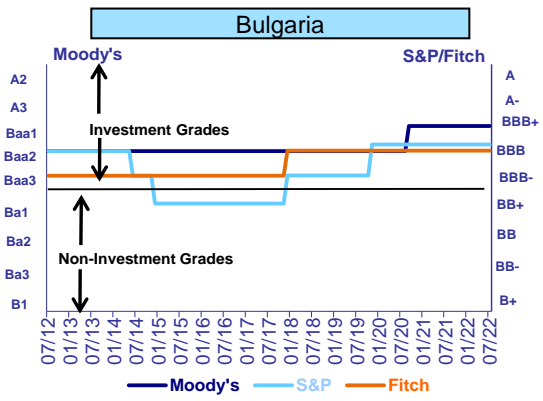 Bulgaria
Moody's
S&P/Fitch
A2
A
A3
A-
Baa1
BBB+
Investment Grades
Baa2
BBB
Baa3
BBB-
Ba1
BB+
Ba2
BB
Non-Investment Grades
Ba3
BB-
B1
B+
07/12
01/13
07/13
01/14
07/14
01/15
07/15
01/16
07/16
01/17
07/17
01/18
07/18
01/19
07/19
01/20
07/20
01/21
07/21
01/22
07/22
Moody's S&P Fitch